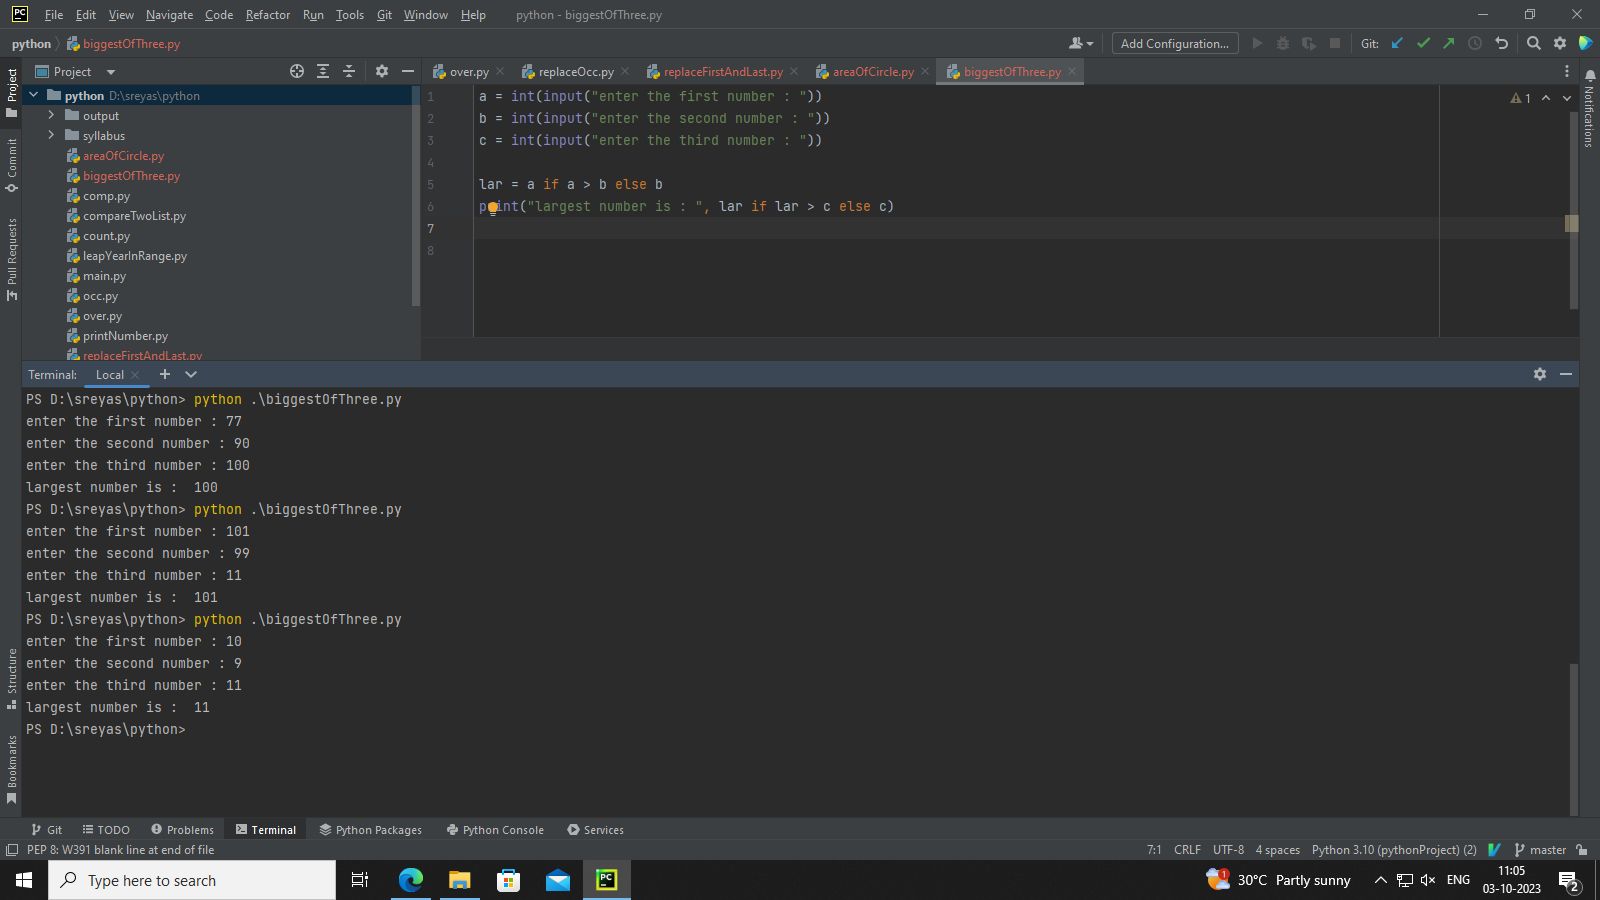 PC File Edit View Navigate Code Refactor Run Tools Git Window Help python - biggestOfThree.py
python biggestOfThree.py Add Configuration... Git:
Project
over.py replaceOcc.py replaceFirstAndLast.py areaOfCircle.py biggestOfThree.py
python D:\sreyas\python
output
syllabus
areaOfCircle.py
biggestOfThree.py
comp.py
compareTwoList.py
count.py
leapYearInRange.py
main.py
occ.py
over.py
printNumber.py
replaceFirstAndLast.py
1 a = int(input("enter the first number : "))
2 b = int(input("enter the second number : "))
3 c = int(input("enter the third number : "))
4
5 lar = a if a > b else b
6 print("largest number is : ", lar if lar > c else c)
7
8
1
Project
Commit
Pull Requests
Structure
Bookmarks
Notifications
Terminal: Local
PS D:\sreyas\python> python .\biggestOfThree.py
enter the first number : 77
enter the second number : 90
enter the third number : 100
largest number is :  100
PS D:\sreyas\python> python .\biggestOfThree.py
enter the first number : 101
enter the second number : 99
enter the third number : 11
largest number is :  101
PS D:\sreyas\python> python .\biggestOfThree.py
enter the first number : 10
enter the second number : 9
enter the third number : 11
largest number is :  11
PS D:\sreyas\python>
Git TODO Problems Terminal Python Packages Python Console Services
PEP 8: W391 blank line at end of file 7:1 CRLF UTF-8 4 spaces Python 3.10 (pythonProject) (2) master
Type here to search PC 1 30°C Partly sunny ENG 11:05
03-10-2023
2